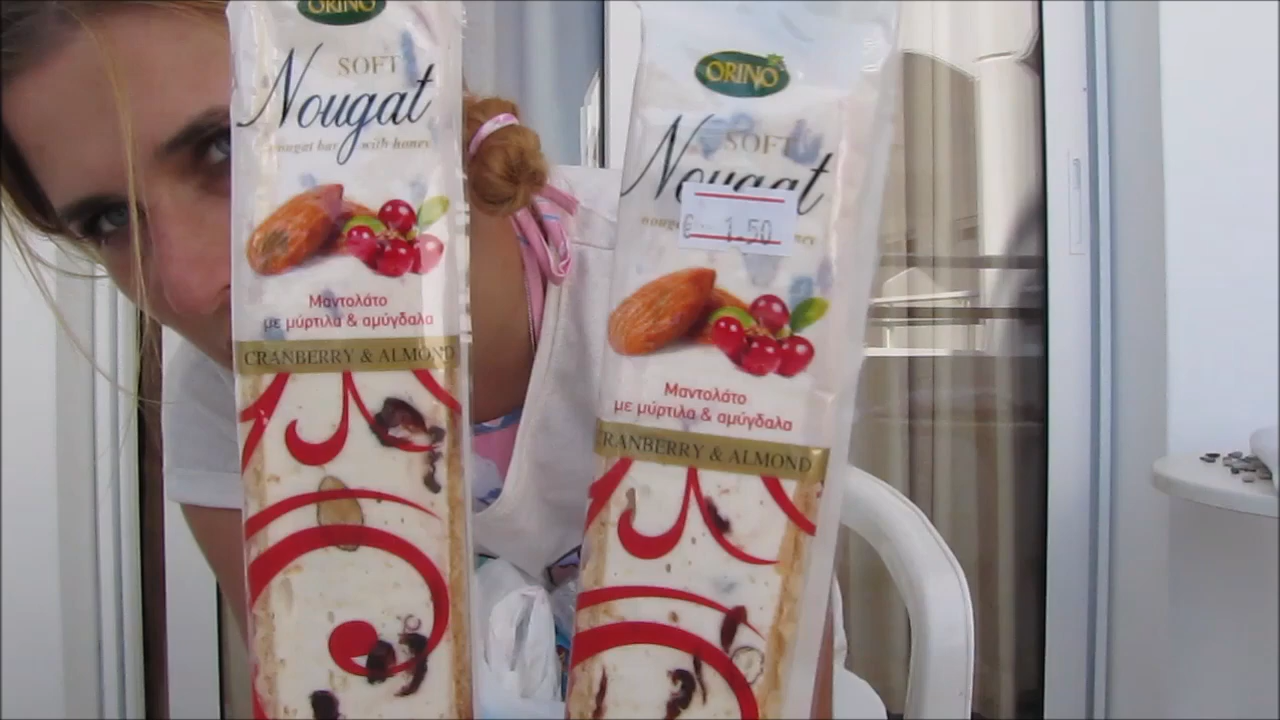 ORINO
SOFT
Nougat
nougat bar with honey
Μαντολάτο
με μύρτιλα & αμύγδαλα
CRANBERRY & ALMOND
ORINO
SOFT
Nougat
€ 1.50
Μαντολάτο
με μύρτιλα & αμύγδαλα
RANBERRY & ALMOND